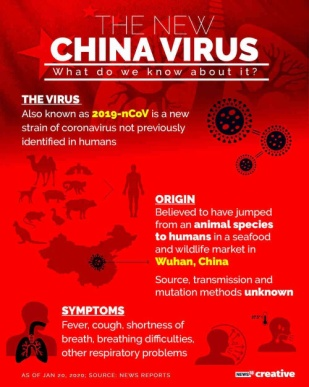 THE NEW
CHINA VIRUS
What do we know about it?
THE VIRUS
Also known as 2019-nCoV is a new
strain of coronavirus not previously
identified in humans
ORIGIN
Believed to have jumped
from an animal species
to humans in a seafood
and wildlife market in
Wuhan, China
Source, transmission and
mutation methods unknown
SYMPTOMS
Fever, cough, shortness of
breath, breathing difficulties,
other respiratory problems
AS OF JAN 20, 2020; SOURCE: NEWS REPORTS
NEWS
creative